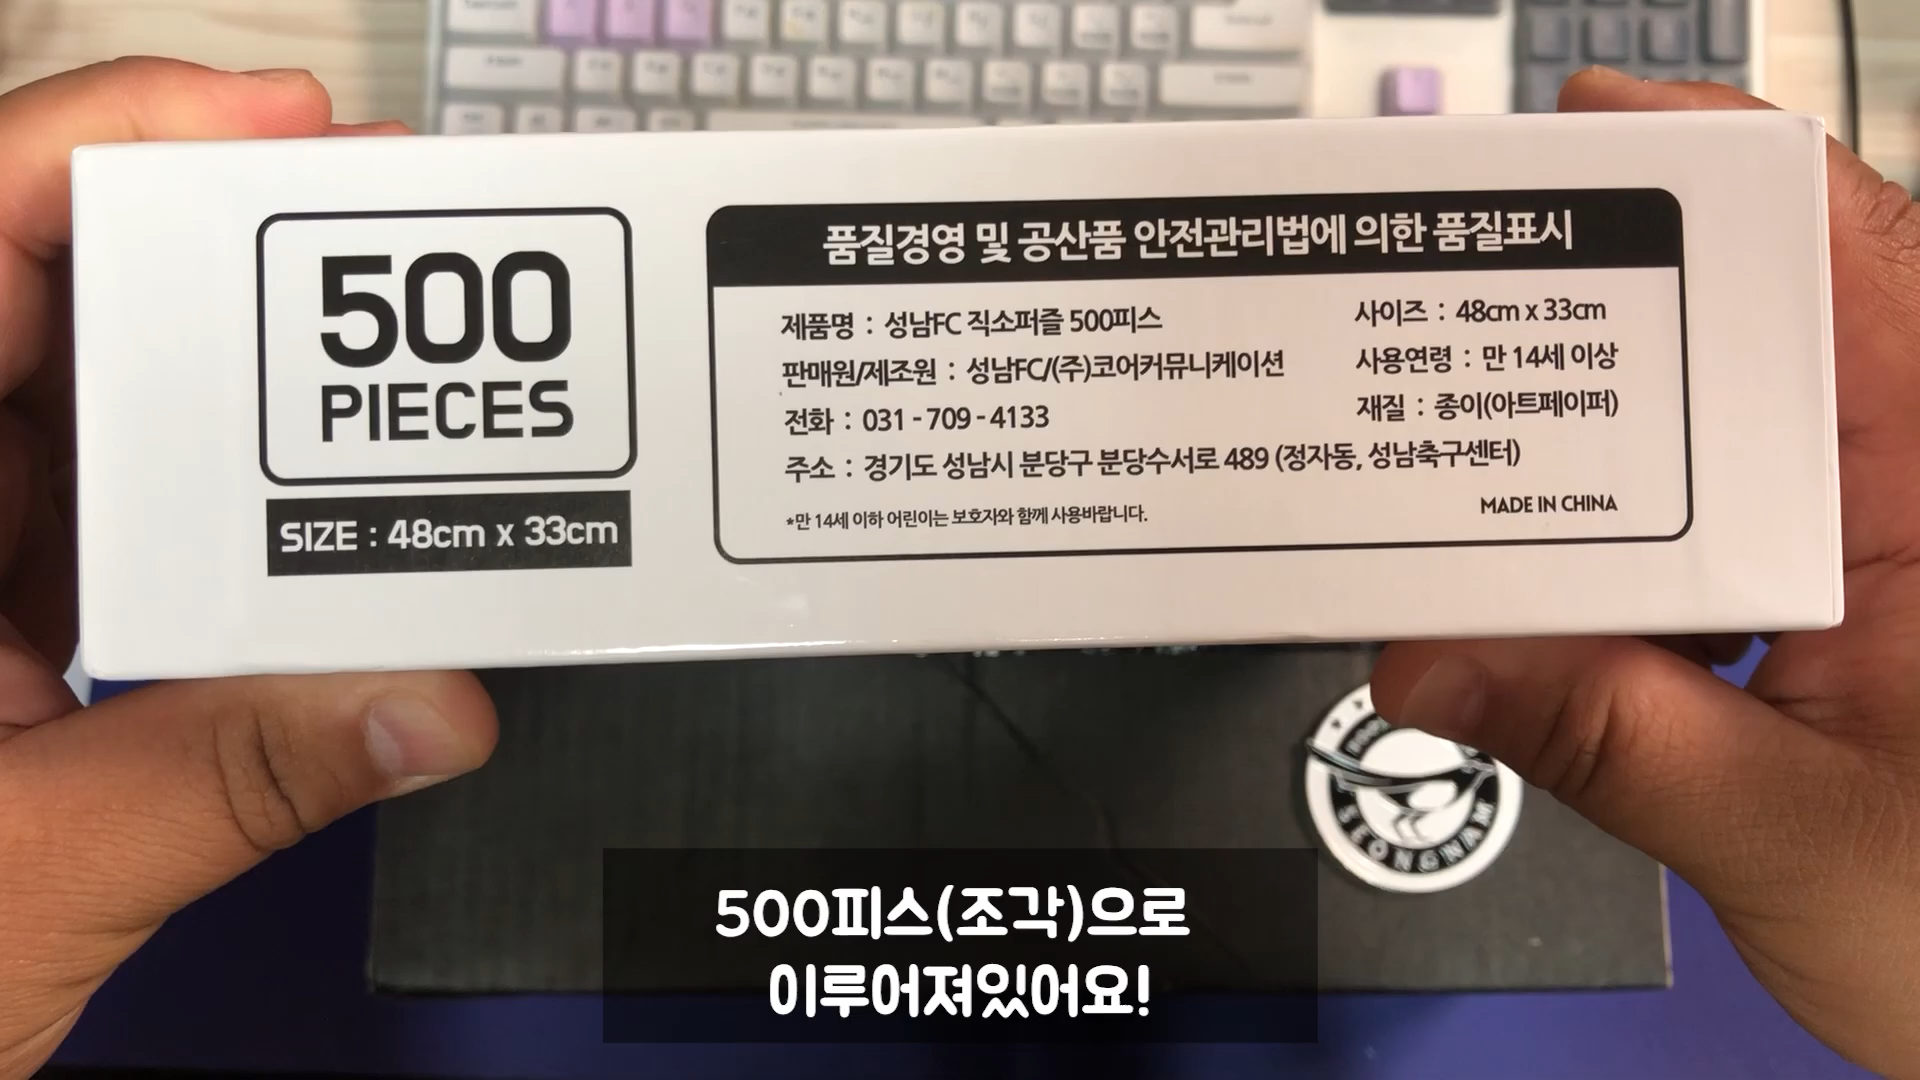 500
PIECES
SIZE : 48cm x 33cm
품질경영 및 공산품 안전관리법에 의한 품질표시
제품명 : 성남FC 직소퍼즐 500피스
사이즈 : 48cm x 33cm
판매원/제조원 : 성남FC/(주)코어커뮤니케이션
사용연령 : 만 14세 이상
전화 : 031 - 709 - 4133
재질 : 종이(아트페이퍼)
주소 : 경기도 성남시 분당구 분당수서로 489 (정자동, 성남축구센터)
*만 14세 이하 어린이는 보호자와 함께 사용바랍니다.
MADE IN CHINA
SEONGNAM
500피스(조각)으로
이루어져있어요!